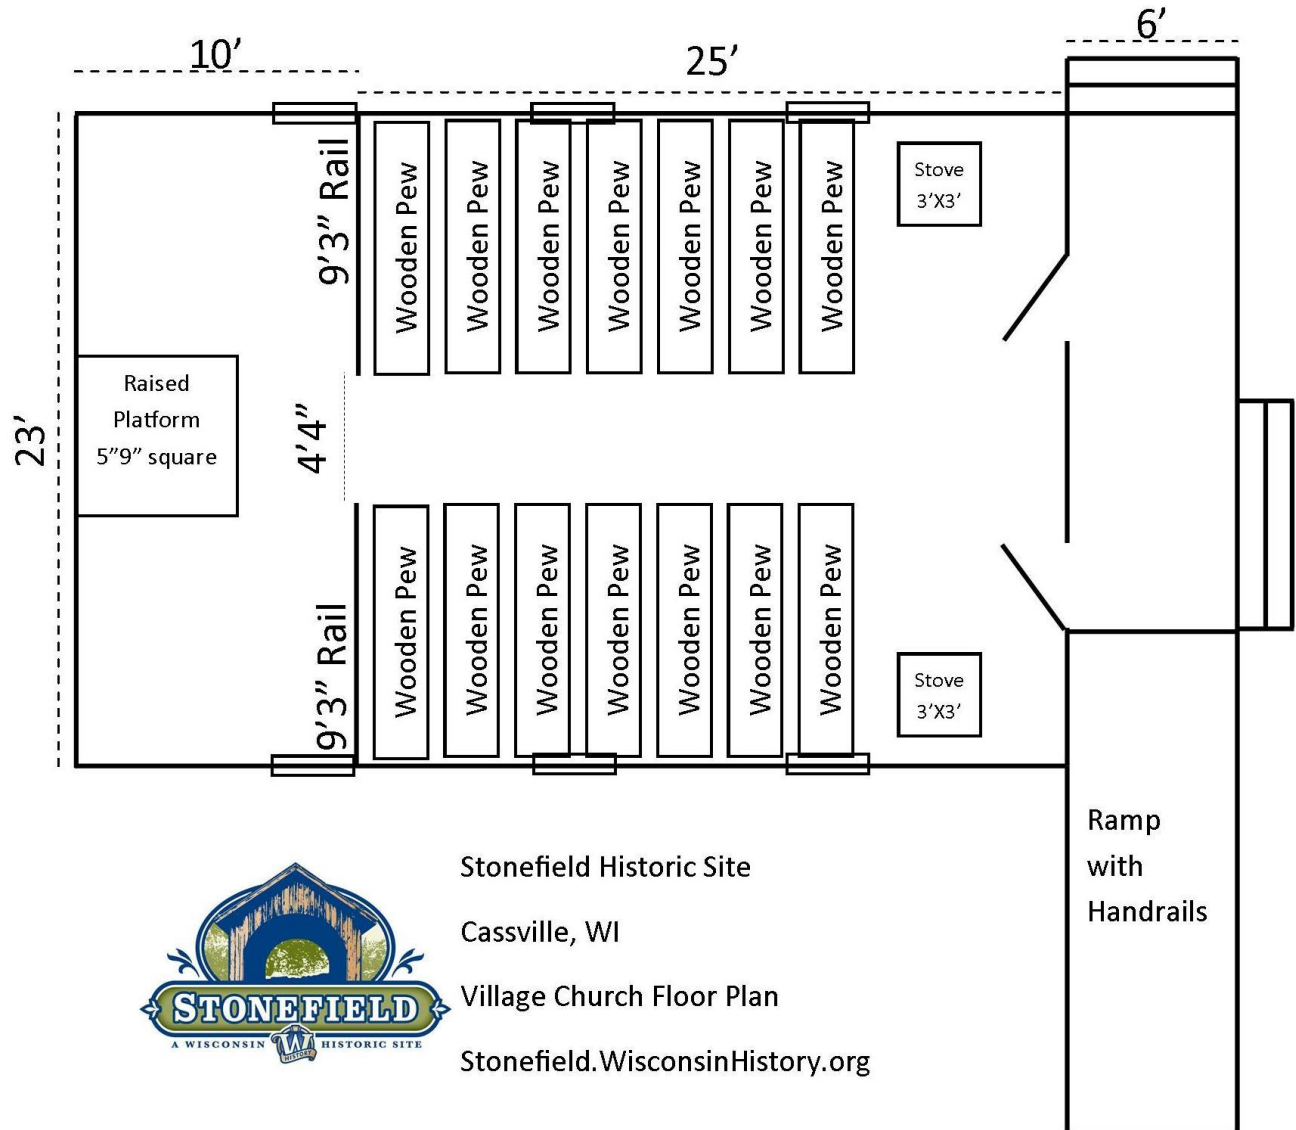 10’
25’
6’
23’
9’3” Rail
Wooden Pew
Wooden Pew
Wooden Pew
Wooden Pew
Wooden Pew
Wooden Pew
Wooden Pew
Stove
3’X3’
Raised
Platform
5”9” square
4’4”
9’3” Rail
Wooden Pew
Wooden Pew
Wooden Pew
Wooden Pew
Wooden Pew
Wooden Pew
Wooden Pew
Stove
3’X3’
Ramp
with
Handrails
Stonefield Historic Site
Cassville, WI
Village Church Floor Plan
Stonefield.WisconsinHistory.org
STONEFIELD
A WISCONSIN HISTORIC SITE
W
HISTORY